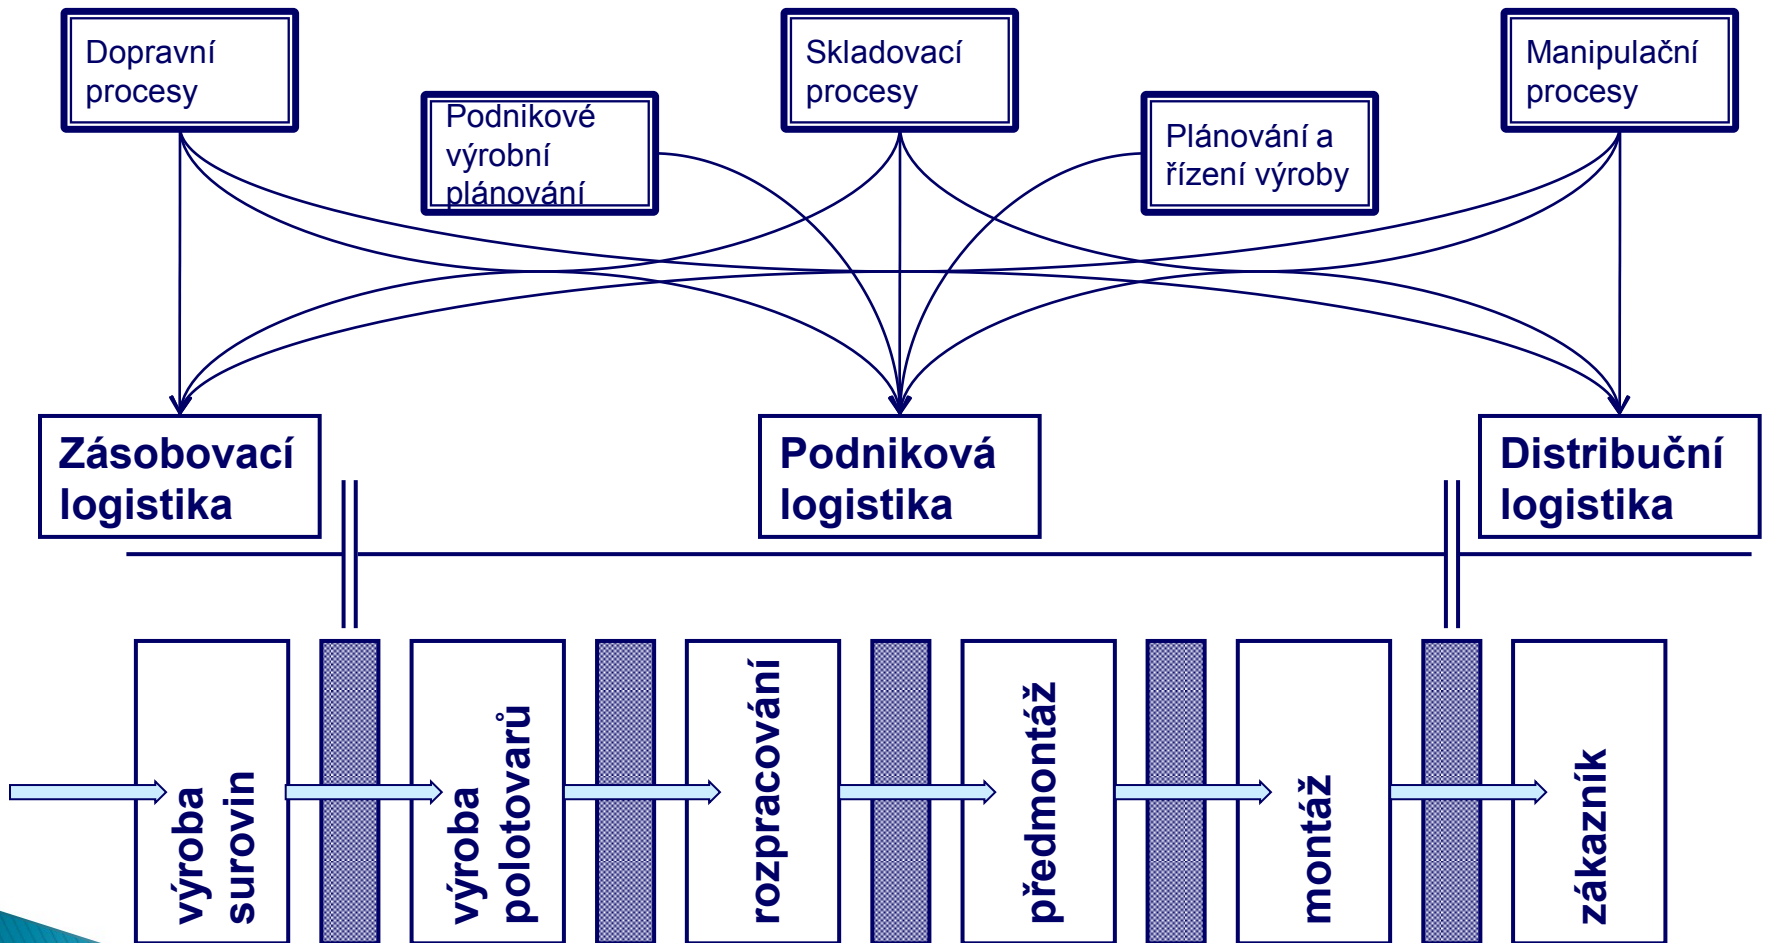 Dopravní
procesy
Skladovací
procesy
Manipulační
procesy
Podnikové
výrobní
plánování
Plánování a
řízení výroby
Zásobovací
logistika
Podniková
logistika
Distribuční
logistika
výroba
surovin
výroba
polotovarů
rozpracování
předmontáž
montáž
zákazník